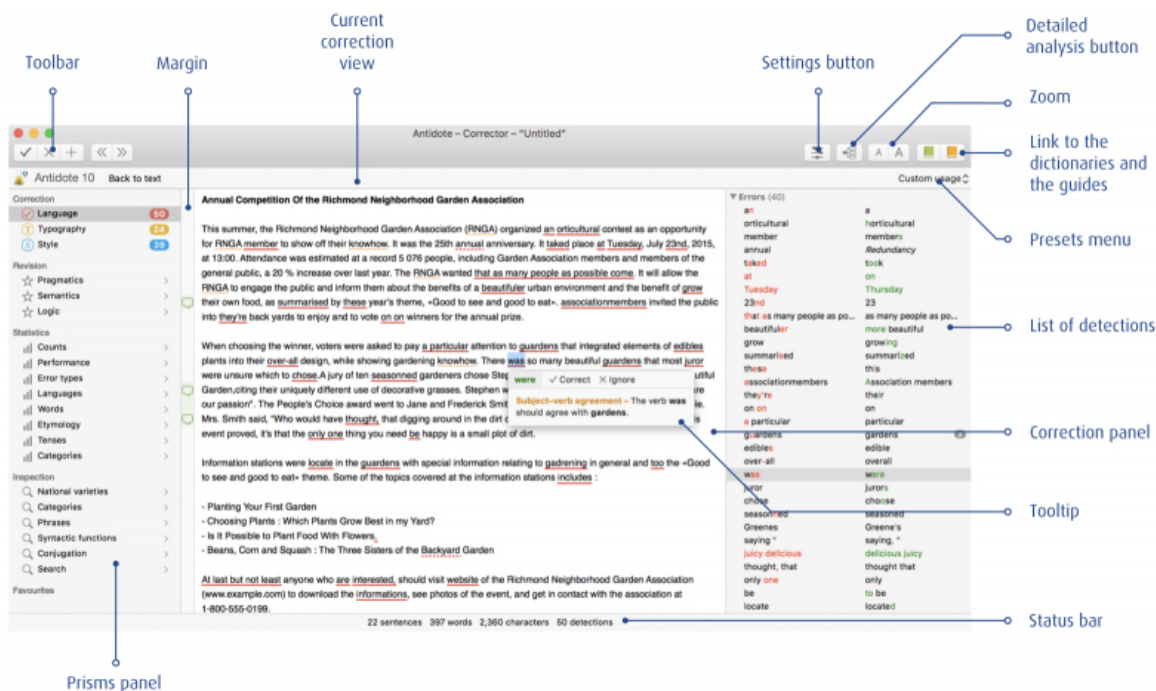 Current correction view
Toolbar
Margin
Settings button
Detailed analysis button
Zoom
Link to the dictionaries and the guides
Presets menu
List of detections
Correction panel
Tooltip
Status bar
Prisms panel
Antidote – Corrector – "Untitled"
A A
Antidote 10 Back to text
Custom usage
Correction
Language 50
Typography 24
Style 39
Revision
Pragmatics
Semantics
Logic
Statistics
Counts
Performance
Error types
Languages
Words
Etymology
Tenses
Categories
Inspection
National varieties
Categories
Phrases
Syntactic functions
Conjugation
Search
Favourites
Annual Competition Of the Richmond Neighborhood Garden Association
This summer, the Richmond Neighborhood Garden Association (RNGA) organized an orticultural contest as an opportunity
for RNGA member to show off their knowhow. It was the 25th annual anniversary. It taked place at Tuesday, July 23nd, 2015,
at 13:00. Attendance was estimated at a record 5 076 people, including Garden Association members and members of the
general public, a 20 % increase over last year. The RNGA wanted that as many people as possible come. It will allow the
RNGA to engage the public and inform them about the benefits of a beautifuler urban environment and the benefit of grow
their own food, as summarised by these year's theme, «Good to see and good to eat». associationmembers invited the public
into they're back yards to enjoy and to vote on on winners for the annual prize.
When choosing the winner, voters were asked to pay a particular attention to guardens that integrated elements of edibles
plants into their over-all design, while showing gardening knowhow. There was so many beautiful guardens that most juror
were unsure which to chose.A jury of ten seasonned gardeners chose Step
utiful
Garden,citing their uniquely different use of decorative grasses. Stephen w
re
our passion". The People's Choice award went to Jane and Frederick Smit
le.
Mrs. Smith said, "Who would have thought, that digging around in the dirt
is
event proved, it's that the only one thing you need be happy is a small plot of dirt.
were Correct Ignore
Subject–verb agreement – The verb was
should agree with gardens.
Information stations were locate in the guardens with special information relating to gadrening in general and too the «Good
to see and good to eat» theme. Some of the topics covered at the information stations includes :
- Planting Your First Garden
- Choosing Plants : Which Plants Grow Best in my Yard?
- Is It Possible to Plant Food With Flowers.
- Beans, Corn and Squash : The Three Sisters of the Backyard Garden
At last but not least anyone who are interested, should visit website of the Richmond Neighborhood Garden Association
(www.example.com) to download the informations, see photos of the event, and get in contact with the association at
1-800-555-0199.
Errors (40)
an a
orticultural horticultural
member members
annual Redundancy
taked took
at on
Tuesday Thursday
23nd 23
that as many people as po... as many people as po...
beautifuler more beautiful
grow growing
summarised summarized
these this
associationmembers Association members
they're their
on on on
a particular particular
guardens gardens
edibles edible
over-all overall
was were
juror jurors
chose choose
seasonned seasoned
Greenes Greene's
saying " saying, "
juicy delicious delicious juicy
thought, that thought that
only one only
be to be
locate located
22 sentences 397 words 2,360 characters 50 detections